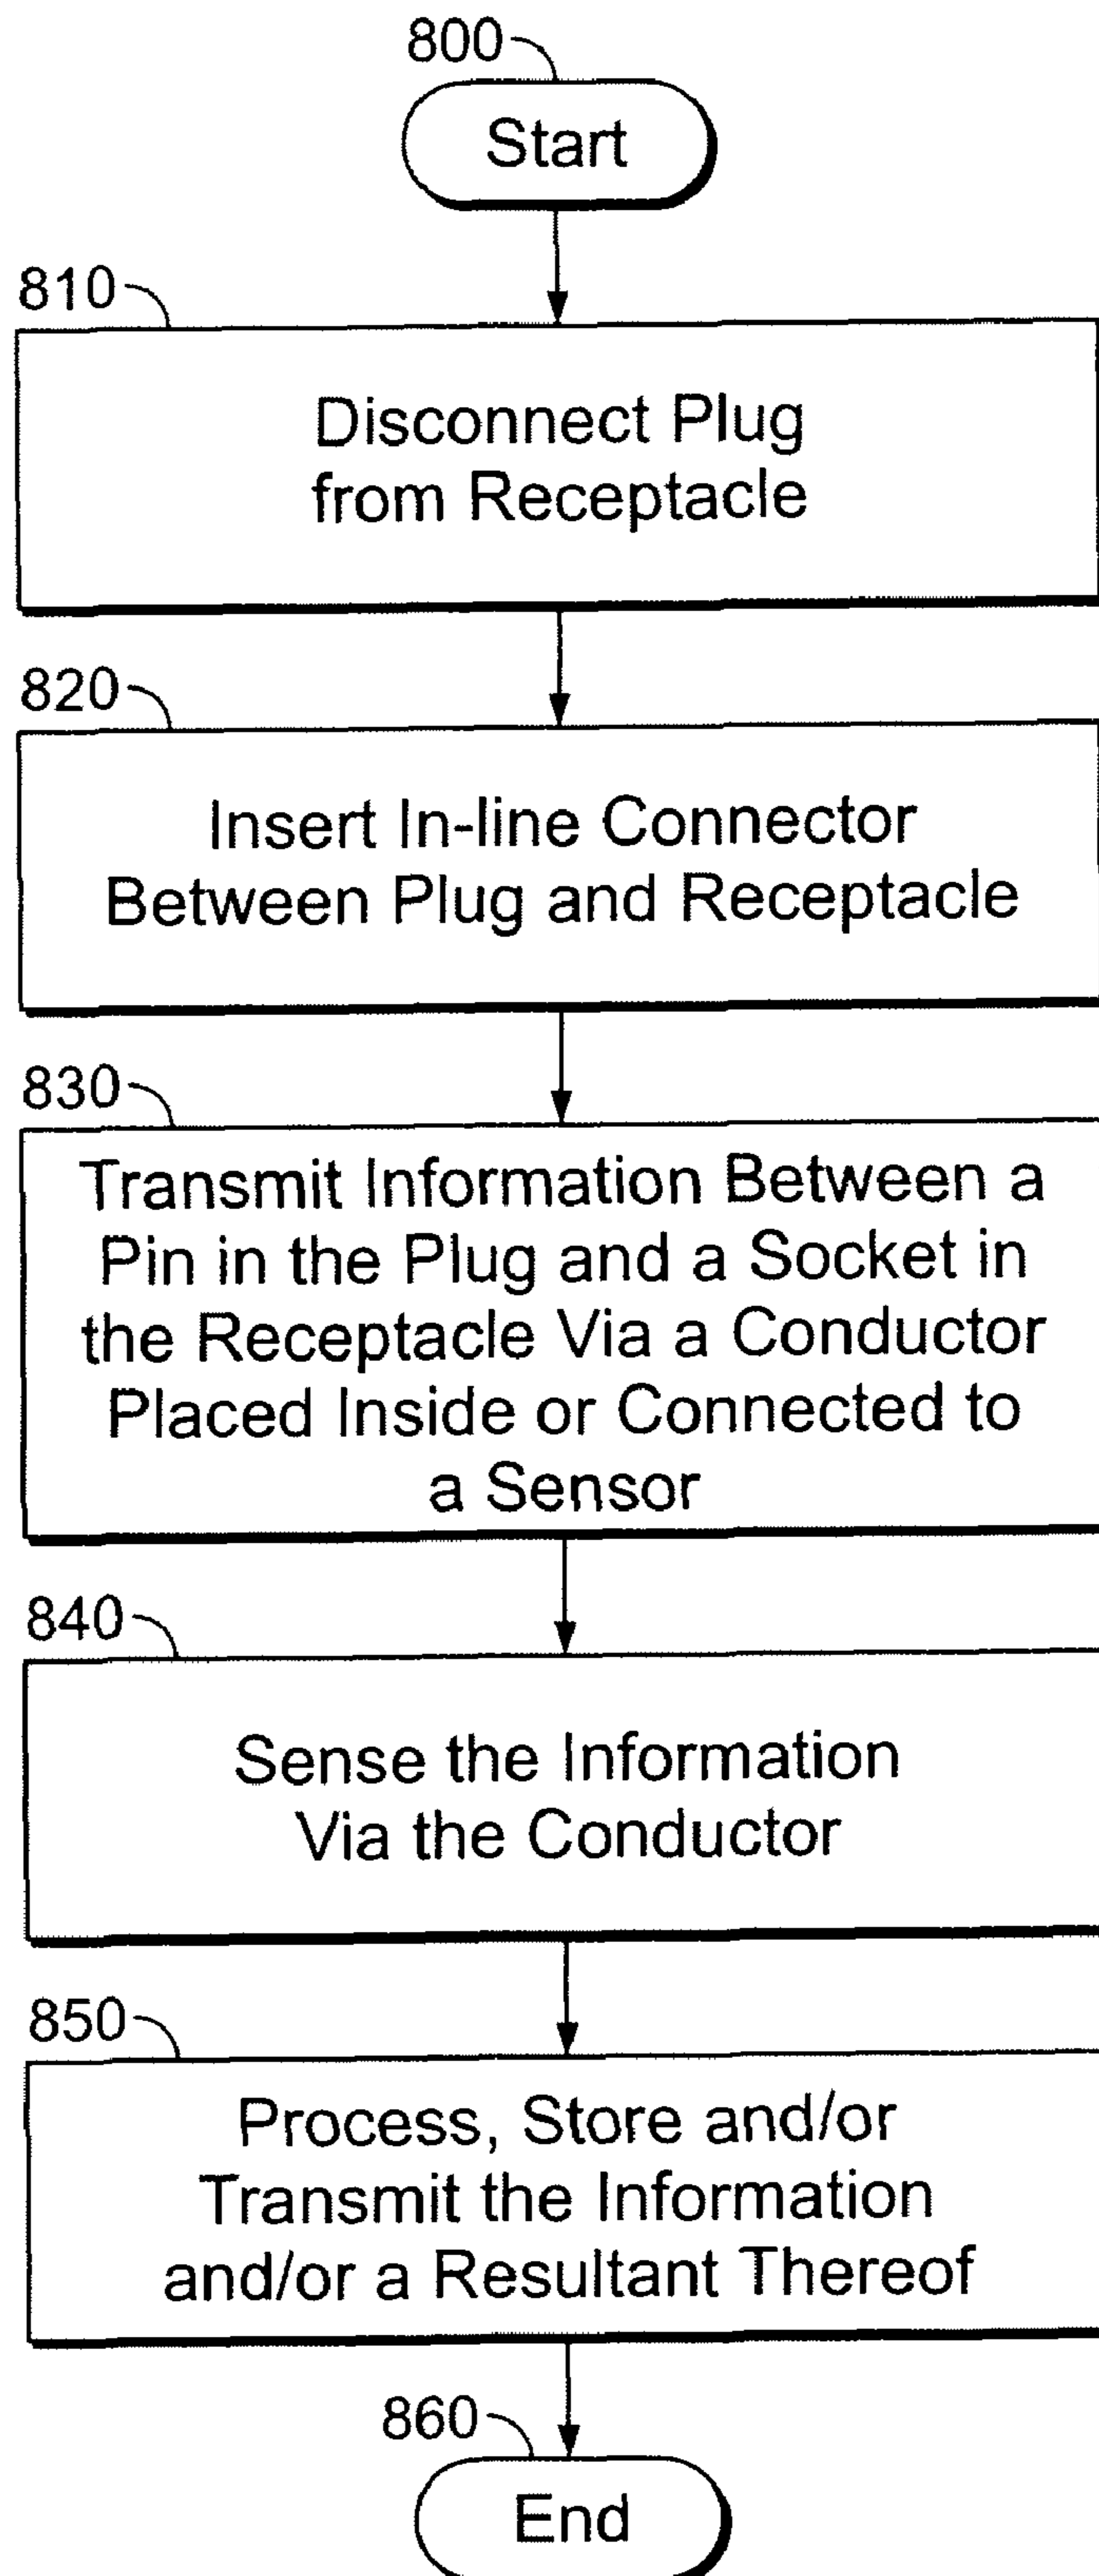 800
Start
810
Disconnect Plug
from Receptacle
820
Insert In-line Connector
Between Plug and Receptacle
830
Transmit Information Between a
Pin in the Plug and a Socket in
the Receptacle Via a Conductor
Placed Inside or Connected to
a Sensor
840
Sense the Information
Via the Conductor
850
Process, Store and/or
Transmit the Information
and/or a Resultant Thereof
860
End